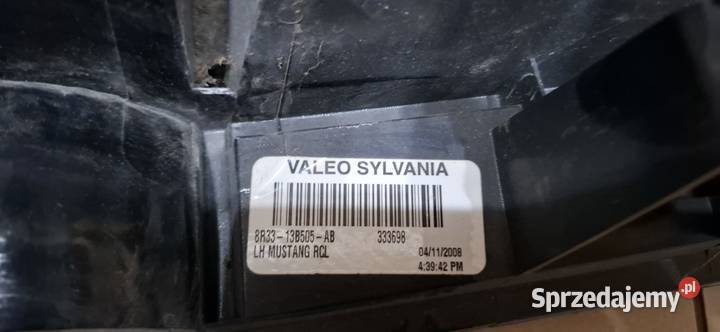 VALEO SYLVANIA
8R33-13B505-AB 333698
LH MUSTANG RCL 04/11/2008
4:39:42 PM
Sprzedajemy.pl